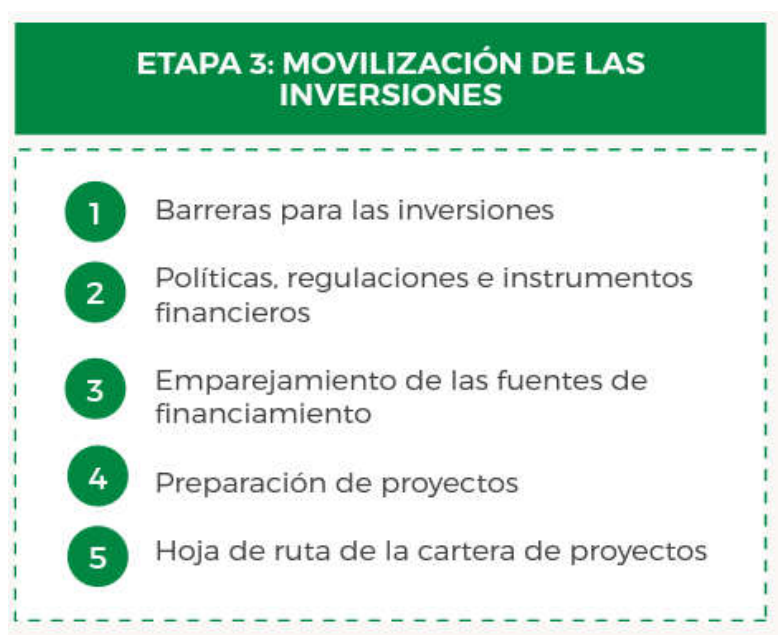 ETAPA 3: MOVILIZACIÓN DE LAS
INVERSIONES
1 Barreras para las inversiones
2 Políticas, regulaciones e instrumentos
financieros
3 Emparejamiento de las fuentes de
financiamiento
4 Preparación de proyectos
5 Hoja de ruta de la cartera de proyectos